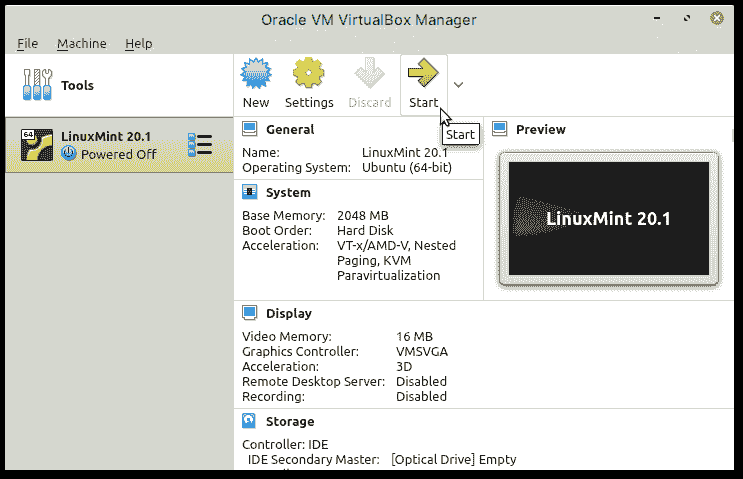 Oracle VM VirtualBox Manager
File Machine Help
Tools
New Settings Discard Start
Start
64
LinuxMint 20.1
Powered Off
General
Name: LinuxMint 20.1
Operating System: Ubuntu (64-bit)
System
Base Memory: 2048 MB
Boot Order: Hard Disk
Acceleration: VT-x/AMD-V, Nested
Paging, KVM
Paravirtualization
Preview
LinuxMint 20.1
Display
Video Memory: 16 MB
Graphics Controller: VMSVGA
Acceleration: 3D
Remote Desktop Server: Disabled
Recording: Disabled
Storage
Controller: IDE
IDE Secondary Master: [Optical Drive] Empty